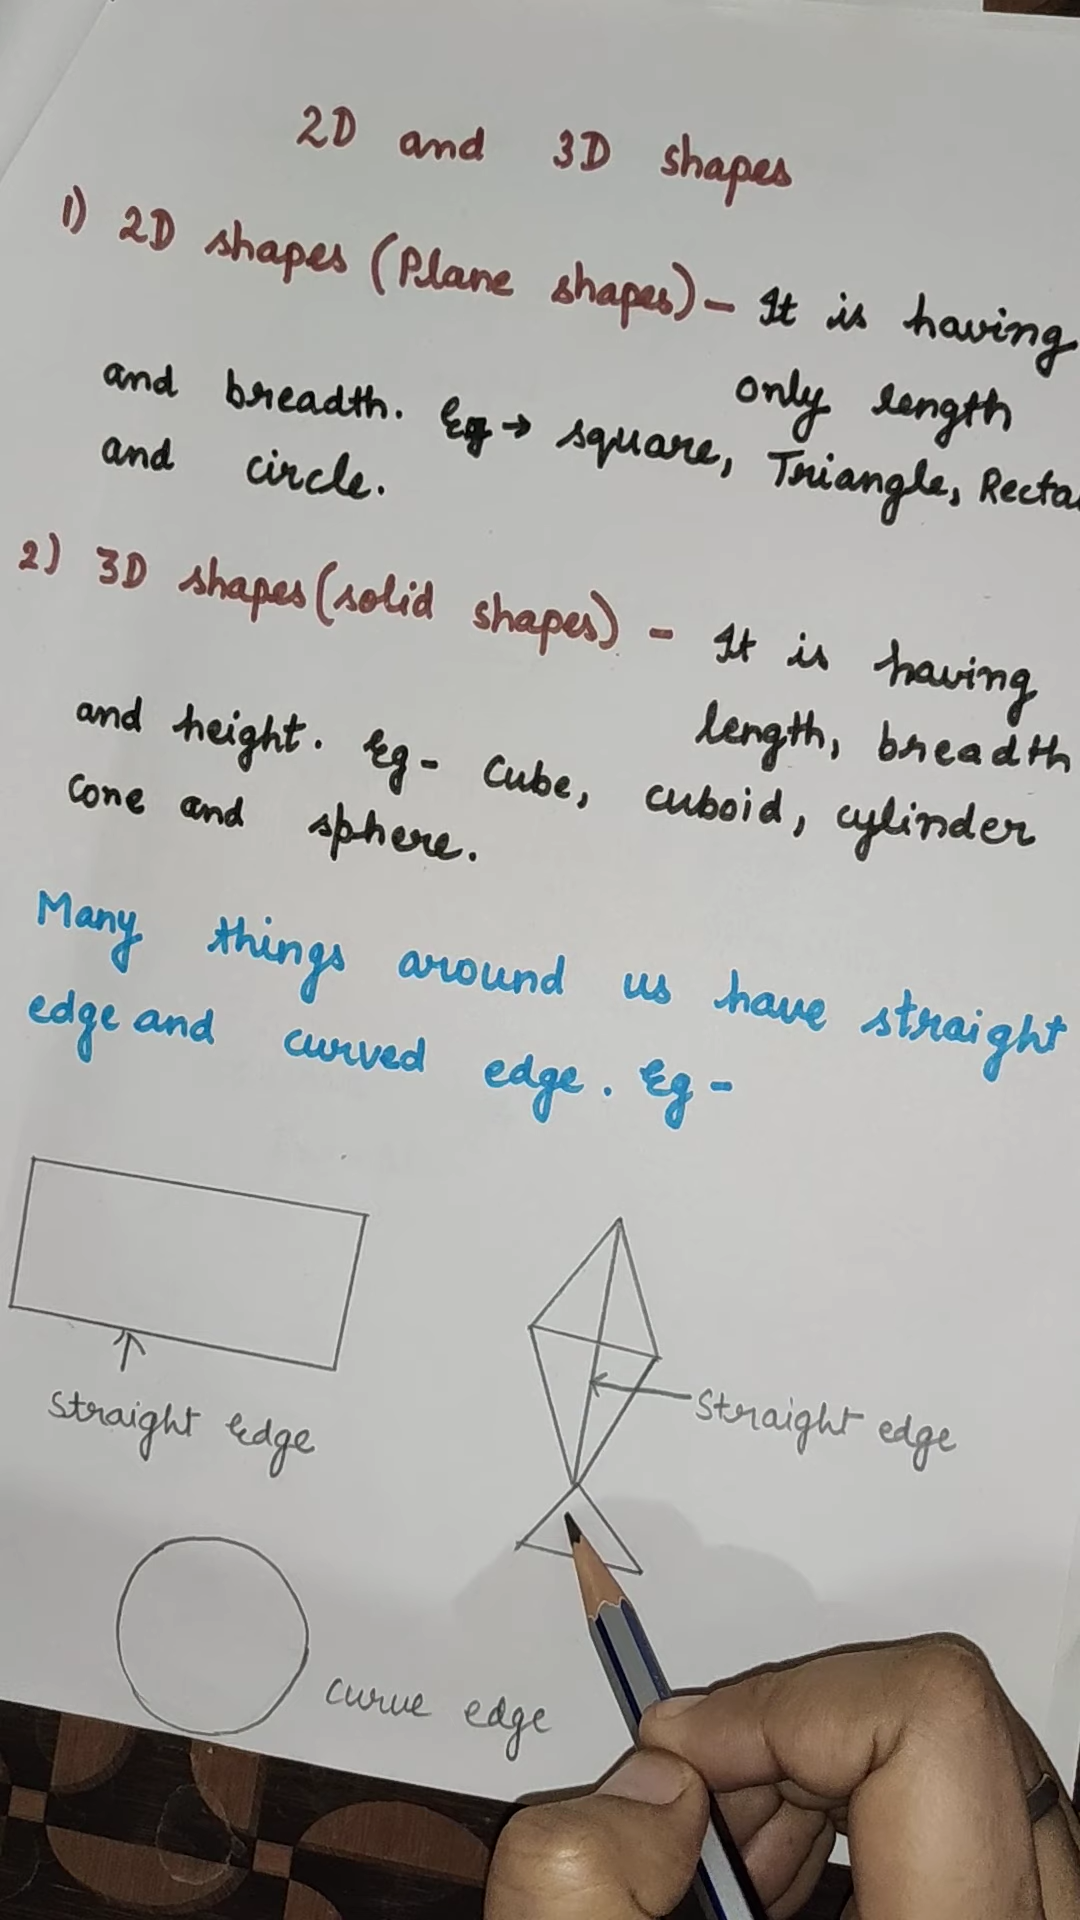 2D and 3D shapes
1) 2D shapes (Plane shapes) - It is having
only length
and breadth. Eg → square, Triangle, Recta
and circle.
2) 3D shapes (solid shapes) - It is having
length, breadth
and height. Eg - Cube, cuboid, cylinder
cone and sphere.
Many things around us have straight
edge and curved edge. Eg -
Straight Edge
Straight edge
curve edge